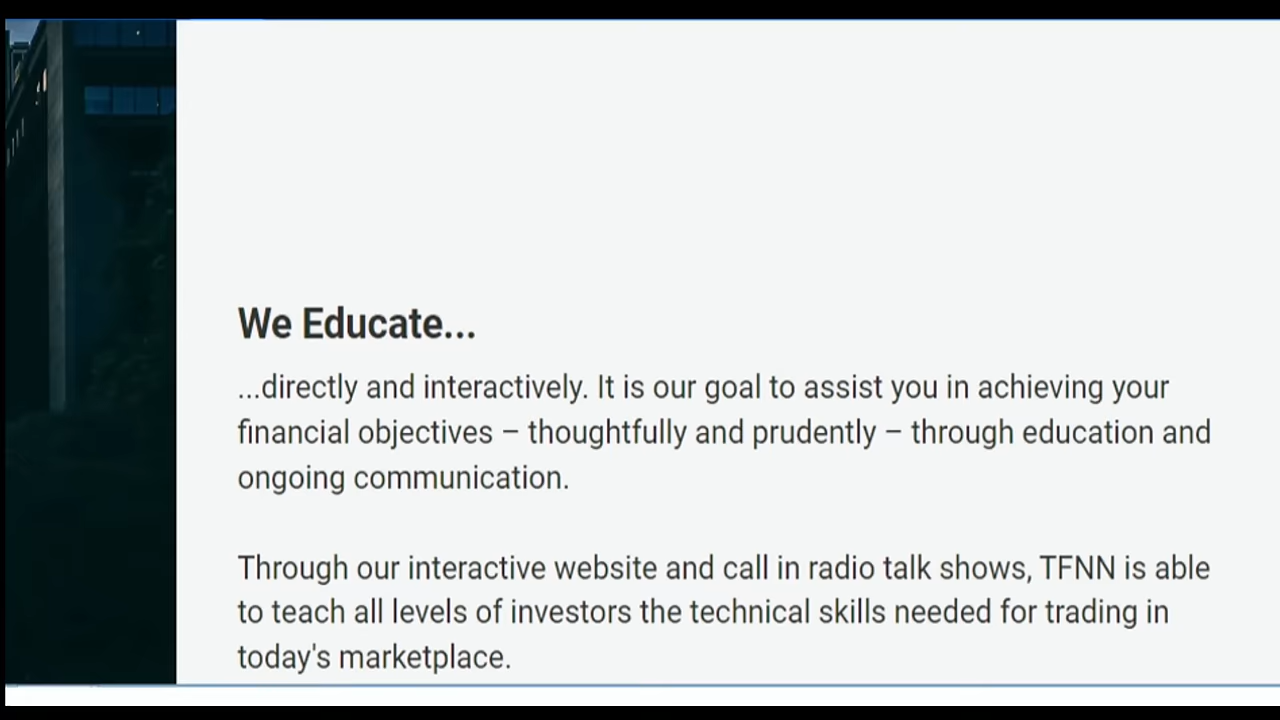 We Educate...
...directly and interactively. It is our goal to assist you in achieving your
financial objectives – thoughtfully and prudently – through education and
ongoing communication.
Through our interactive website and call in radio talk shows, TFNN is able
to teach all levels of investors the technical skills needed for trading in
today's marketplace.